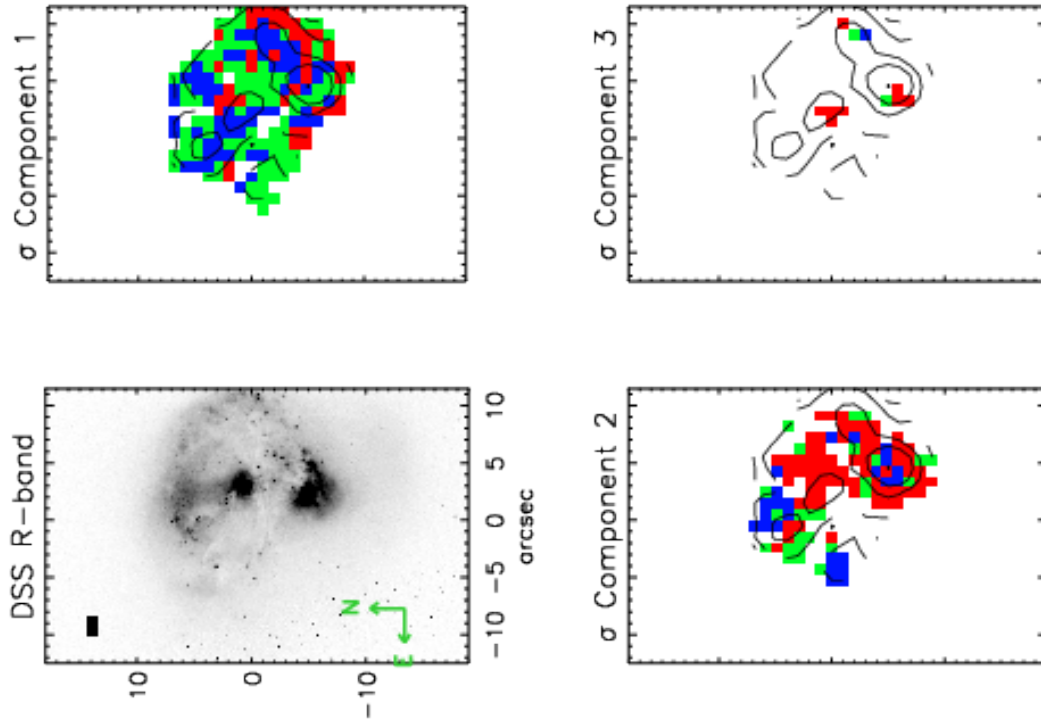 σ Component 1
σ Component 3
DSS R-band
10
0
-10
-10
-5
0
5
10
arcsec
N
E
σ Component 2